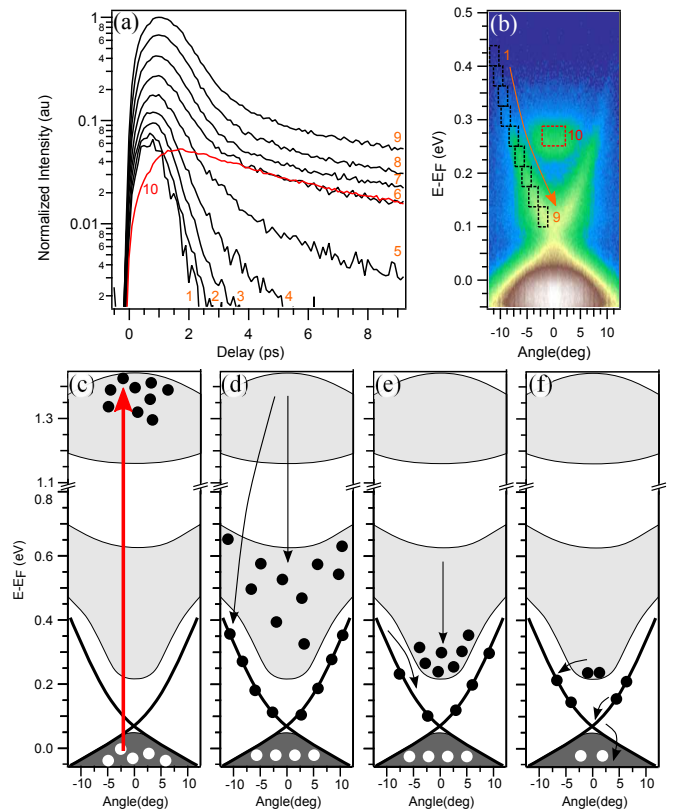 (a)
Normalized Intensity (au)
1
8
6
4
2
0.1
8
6
4
2
0.01
8
6
4
2
10
1
2
3
4
5
6
7
8
9
0
2
4
6
8
Delay (ps)
(b)
E-EF (eV)
0.5
0.4
0.3
0.2
0.1
0.0
1
10
9
-10
-5
0
5
10
Angle(deg)
(c)
(d)
(e)
(f)
E-EF (eV)
1.3
1.1
0.8
0.6
0.4
0.2
0.0
-10 -5 0 5 10
-10 -5 0 5 10
-10 -5 0 5 10
-10 -5 0 5 10
Angle(deg)
Angle(deg)
Angle(deg)
Angle(deg)